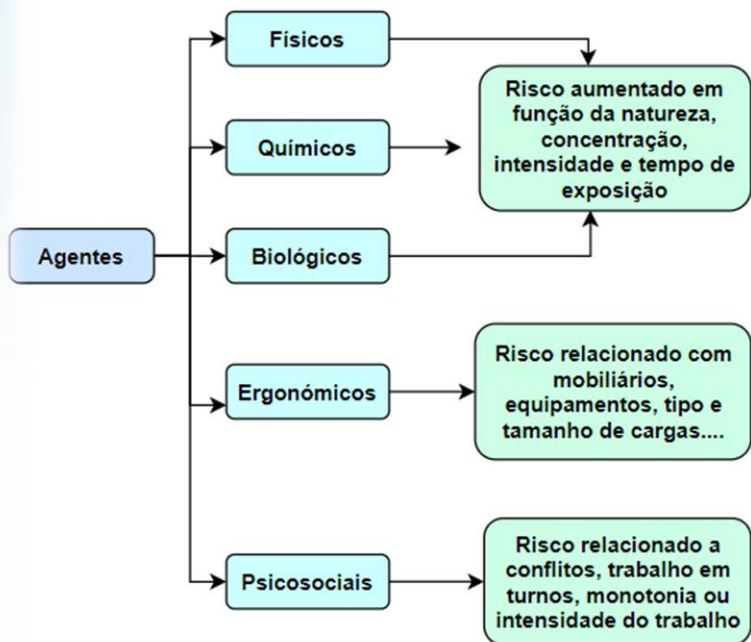 Agentes
Físicos
Químicos
Biológicos
Ergonómicos
Psicosociais
Risco aumentado em
função da natureza,
concentração,
intensidade e tempo de
exposição
Risco relacionado com
mobiliários,
equipamentos, tipo e
tamanho de cargas....
Risco relacionado a
conflitos, trabalho em
turnos, monotonia ou
intensidade do trabalho